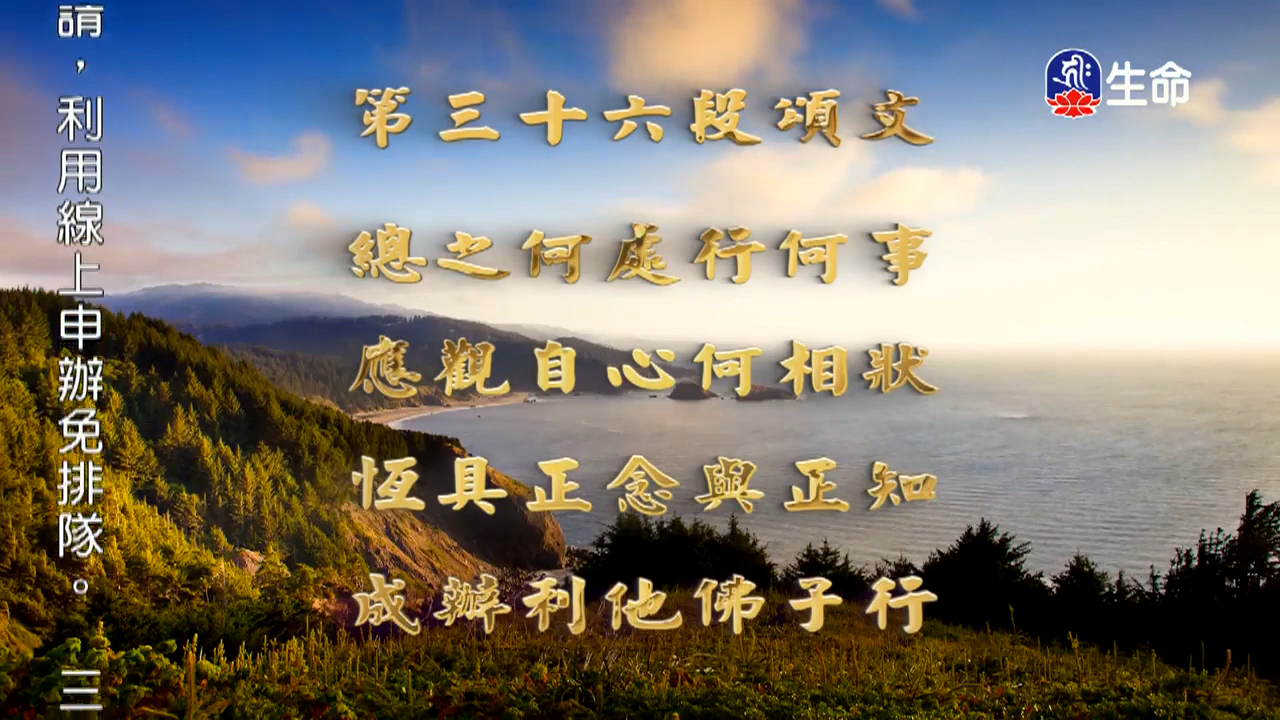 第三十六段頌文
總之何處行何事
應觀自心何相狀
恆具正念與正知
成辦利他佛子行
生命
請，利用線上申辦免排隊。 三